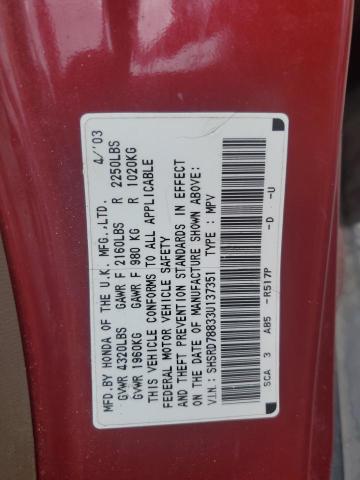 MFD.BY HONDA OF THE U.K. MFG.,LTD. 4/'03
GVWR 4320LBS GAWR F 2160LBS R 2250LBS
GVWR 1960KG GAWR F 980 KG R 1020KG
THIS VEHICLE CONFORMS TO ALL APPLICABLE
FEDERAL MOTOR VEHICLE SAFETY
AND THEFT PREVENTION STANDARDS IN EFFECT
ON THE DATE OF MANUFACTURE SHOWN ABOVE:
V.I.N.: SHSRD78833U137351 TYPE: MPV
SCA 3 A85 -R517P -D -U